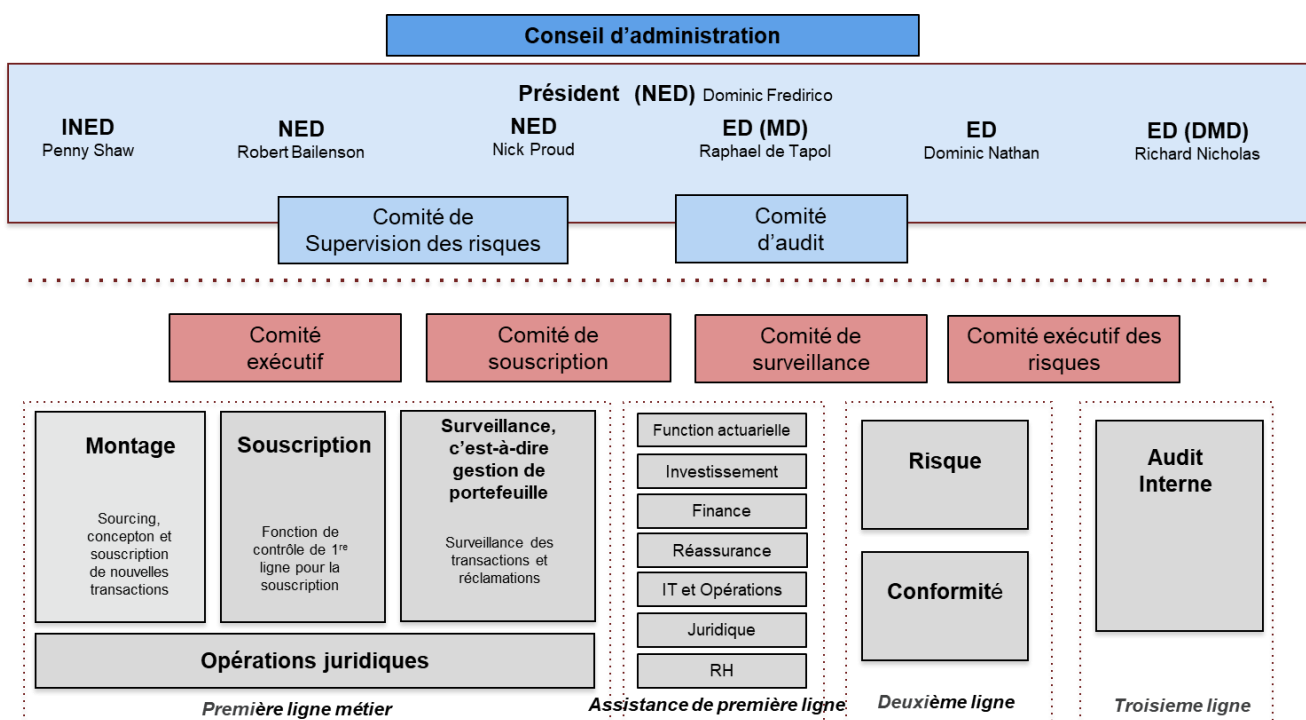 Conseil d'administration
Président (NED) Dominic Fredirico
INED
Penny Shaw
NED
Robert Bailenson
NED
Nick Proud
ED (MD)
Raphael de Tapol
ED
Dominic Nathan
ED (DMD)
Richard Nicholas
Comité de
Supervision des risques
Comité
d'audit
Comité
exécutif
Comité de
souscription
Comité de
surveillance
Comité exécutif des
risques
Montage
Sourcing,
concepton et
souscription
de nouvelles
transactions
Souscription
Fonction de
contrôle de 1re
ligne pour la
souscription
Surveillance,
c'est-à-dire
gestion de
portefeuille
Surveillance des
transactions et
réclamations
Opérations juridiques
Première ligne métier
Function actuarielle
Investissement
Finance
Réassurance
IT et Opérations
Juridique
RH
Assistance de première ligne
Risque
Conformité
Deuxième ligne
Audit
Interne
Troisieme ligne